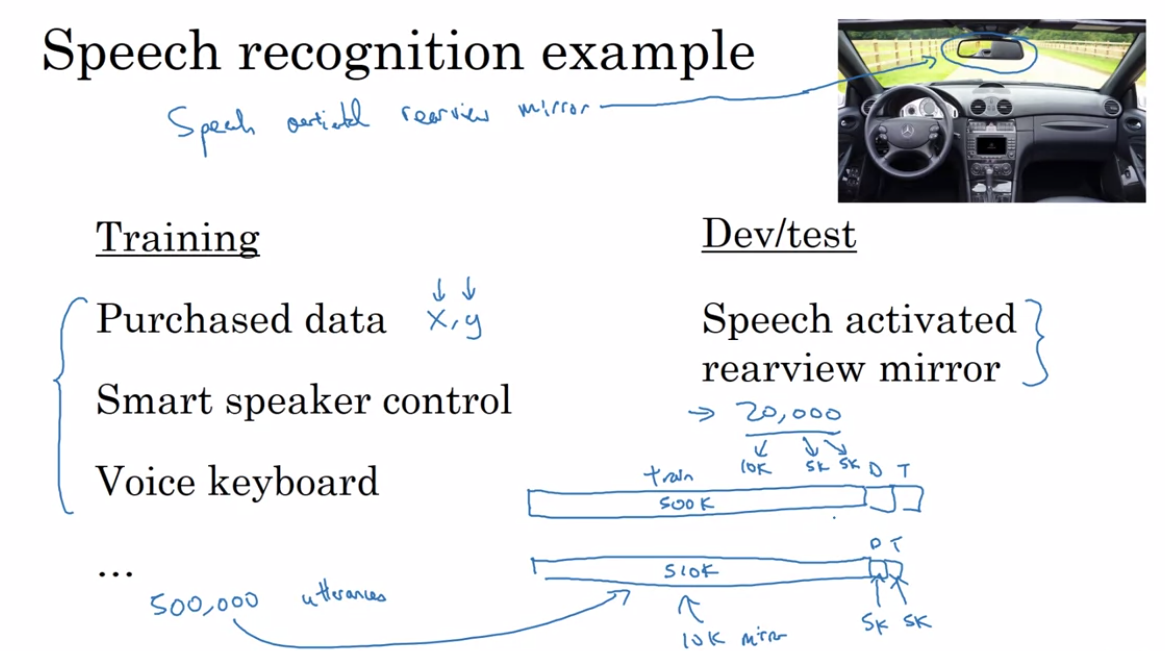 Speech recognition example
Speech rearview mirror
Training
Purchased data x, y
Smart speaker control
Voice keyboard
...
500,000 utterances
Dev/test
Speech activated
rearview mirror
→ 20,000
10K 5K 5K
train D T
500K
D T
510K
10K mirror
5K 5K